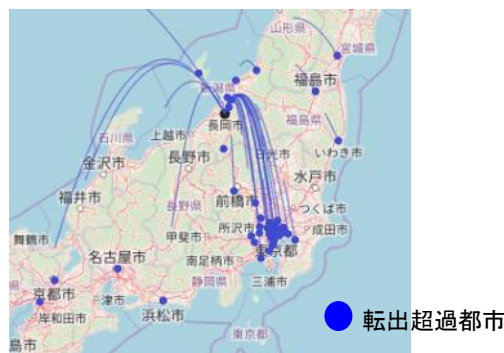 山形県
宮城県
福島市
新潟県
長岡市
福島県
上越市
いわき市
石川県
金沢市
長野市
日光市
水戸市
福井市
前橋市
長野県
つくば市
所沢市
成田市
舞鶴市
甲斐市
東京都
名古屋市
南足柄市
静岡県
三浦市
京都市
津市
浜松市
岸和田市
東京都
転出超過都市